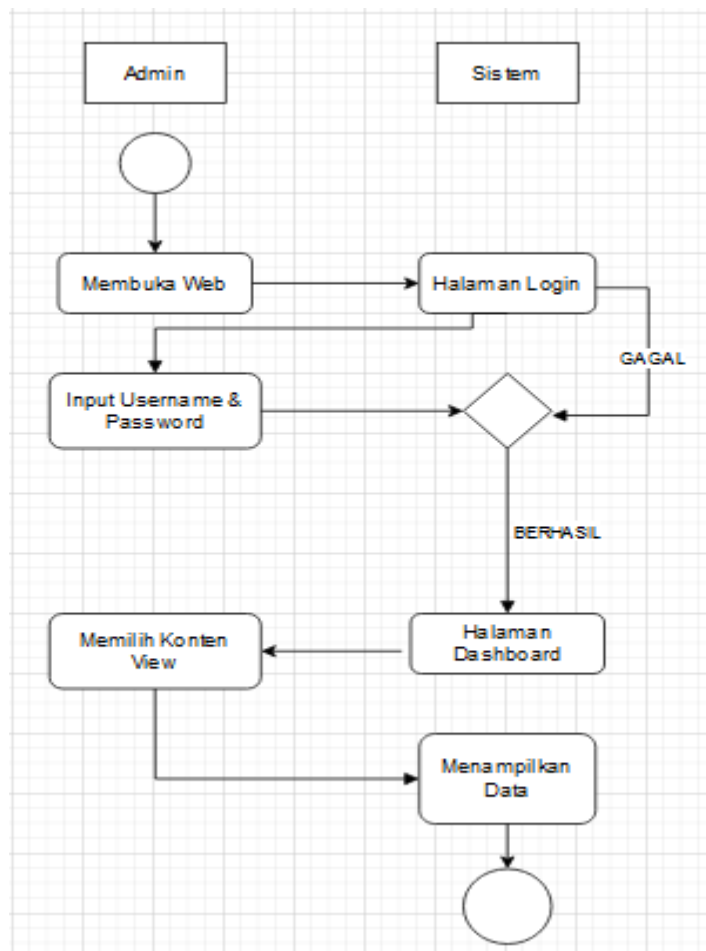 Admin
Sistem
Membuka Web
Halaman Login
GAGAL
Input Username &
Password
BERHASIL
Memilih Konten
View
Halaman
Dashboard
Menampilkan
Data